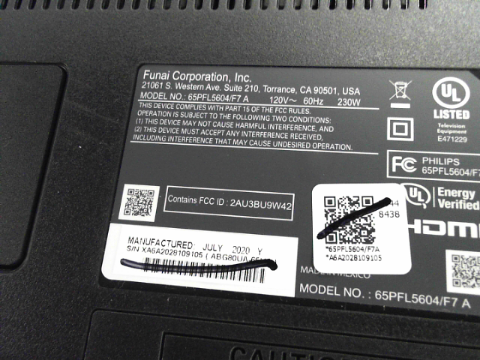 Funai Corporation, Inc.
21061 S. Western Ave. Suite 210, Torrance, CA 90501, USA
MODEL NO.: 65PFL5604/F7 A 120V~ 60Hz 230W
THIS DEVICE COMPLIES WITH PART 15 OF THE FCC RULES.
OPERATION IS SUBJECT TO THE FOLLOWING TWO CONDITIONS:
(1) THIS DEVICE MAY NOT CAUSE HARMFUL INTERFERENCE, AND
(2) THIS DEVICE MUST ACCEPT ANY INTERFERENCE RECEIVED,
INCLUDING INTERFERENCE THAT MAY CAUSE UNDESIRED OPERATION.
UL
LISTED
Television
Equipment
E471229
FC PHILIPS
65PFL5604/F7
UL Energy
Verified
HDMI
Contains FCC ID : 2AU3BU9W42
MANUFACTURED: JULY 2020 Y
S/N XA6A2028109105 ( ABG80UA
8438
*65PFL5604/F7A
*A6A2028109105
MADE IN MEXICO
MODEL NO. : 65PFL5604/F7 A
CAUTION